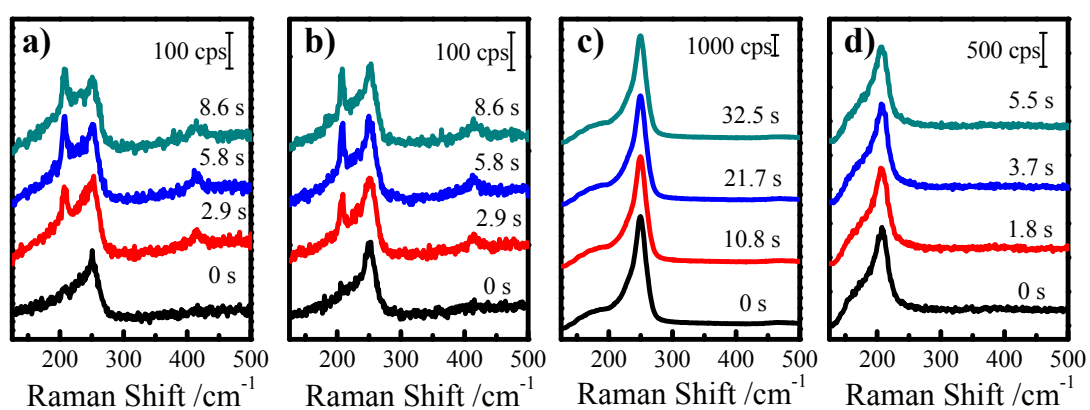 a)
100 cps
8.6 s
5.8 s
2.9 s
0 s
200 300 400 500
Raman Shift /cm⁻¹
b)
100 cps
8.6 s
5.8 s
2.9 s
0 s
200 300 400 500
Raman Shift /cm⁻¹
c)
1000 cps
32.5 s
21.7 s
10.8 s
0 s
200 300 400 500
Raman Shift /cm⁻¹
d)
500 cps
5.5 s
3.7 s
1.8 s
0 s
200 300 400 500
Raman Shift /cm⁻¹